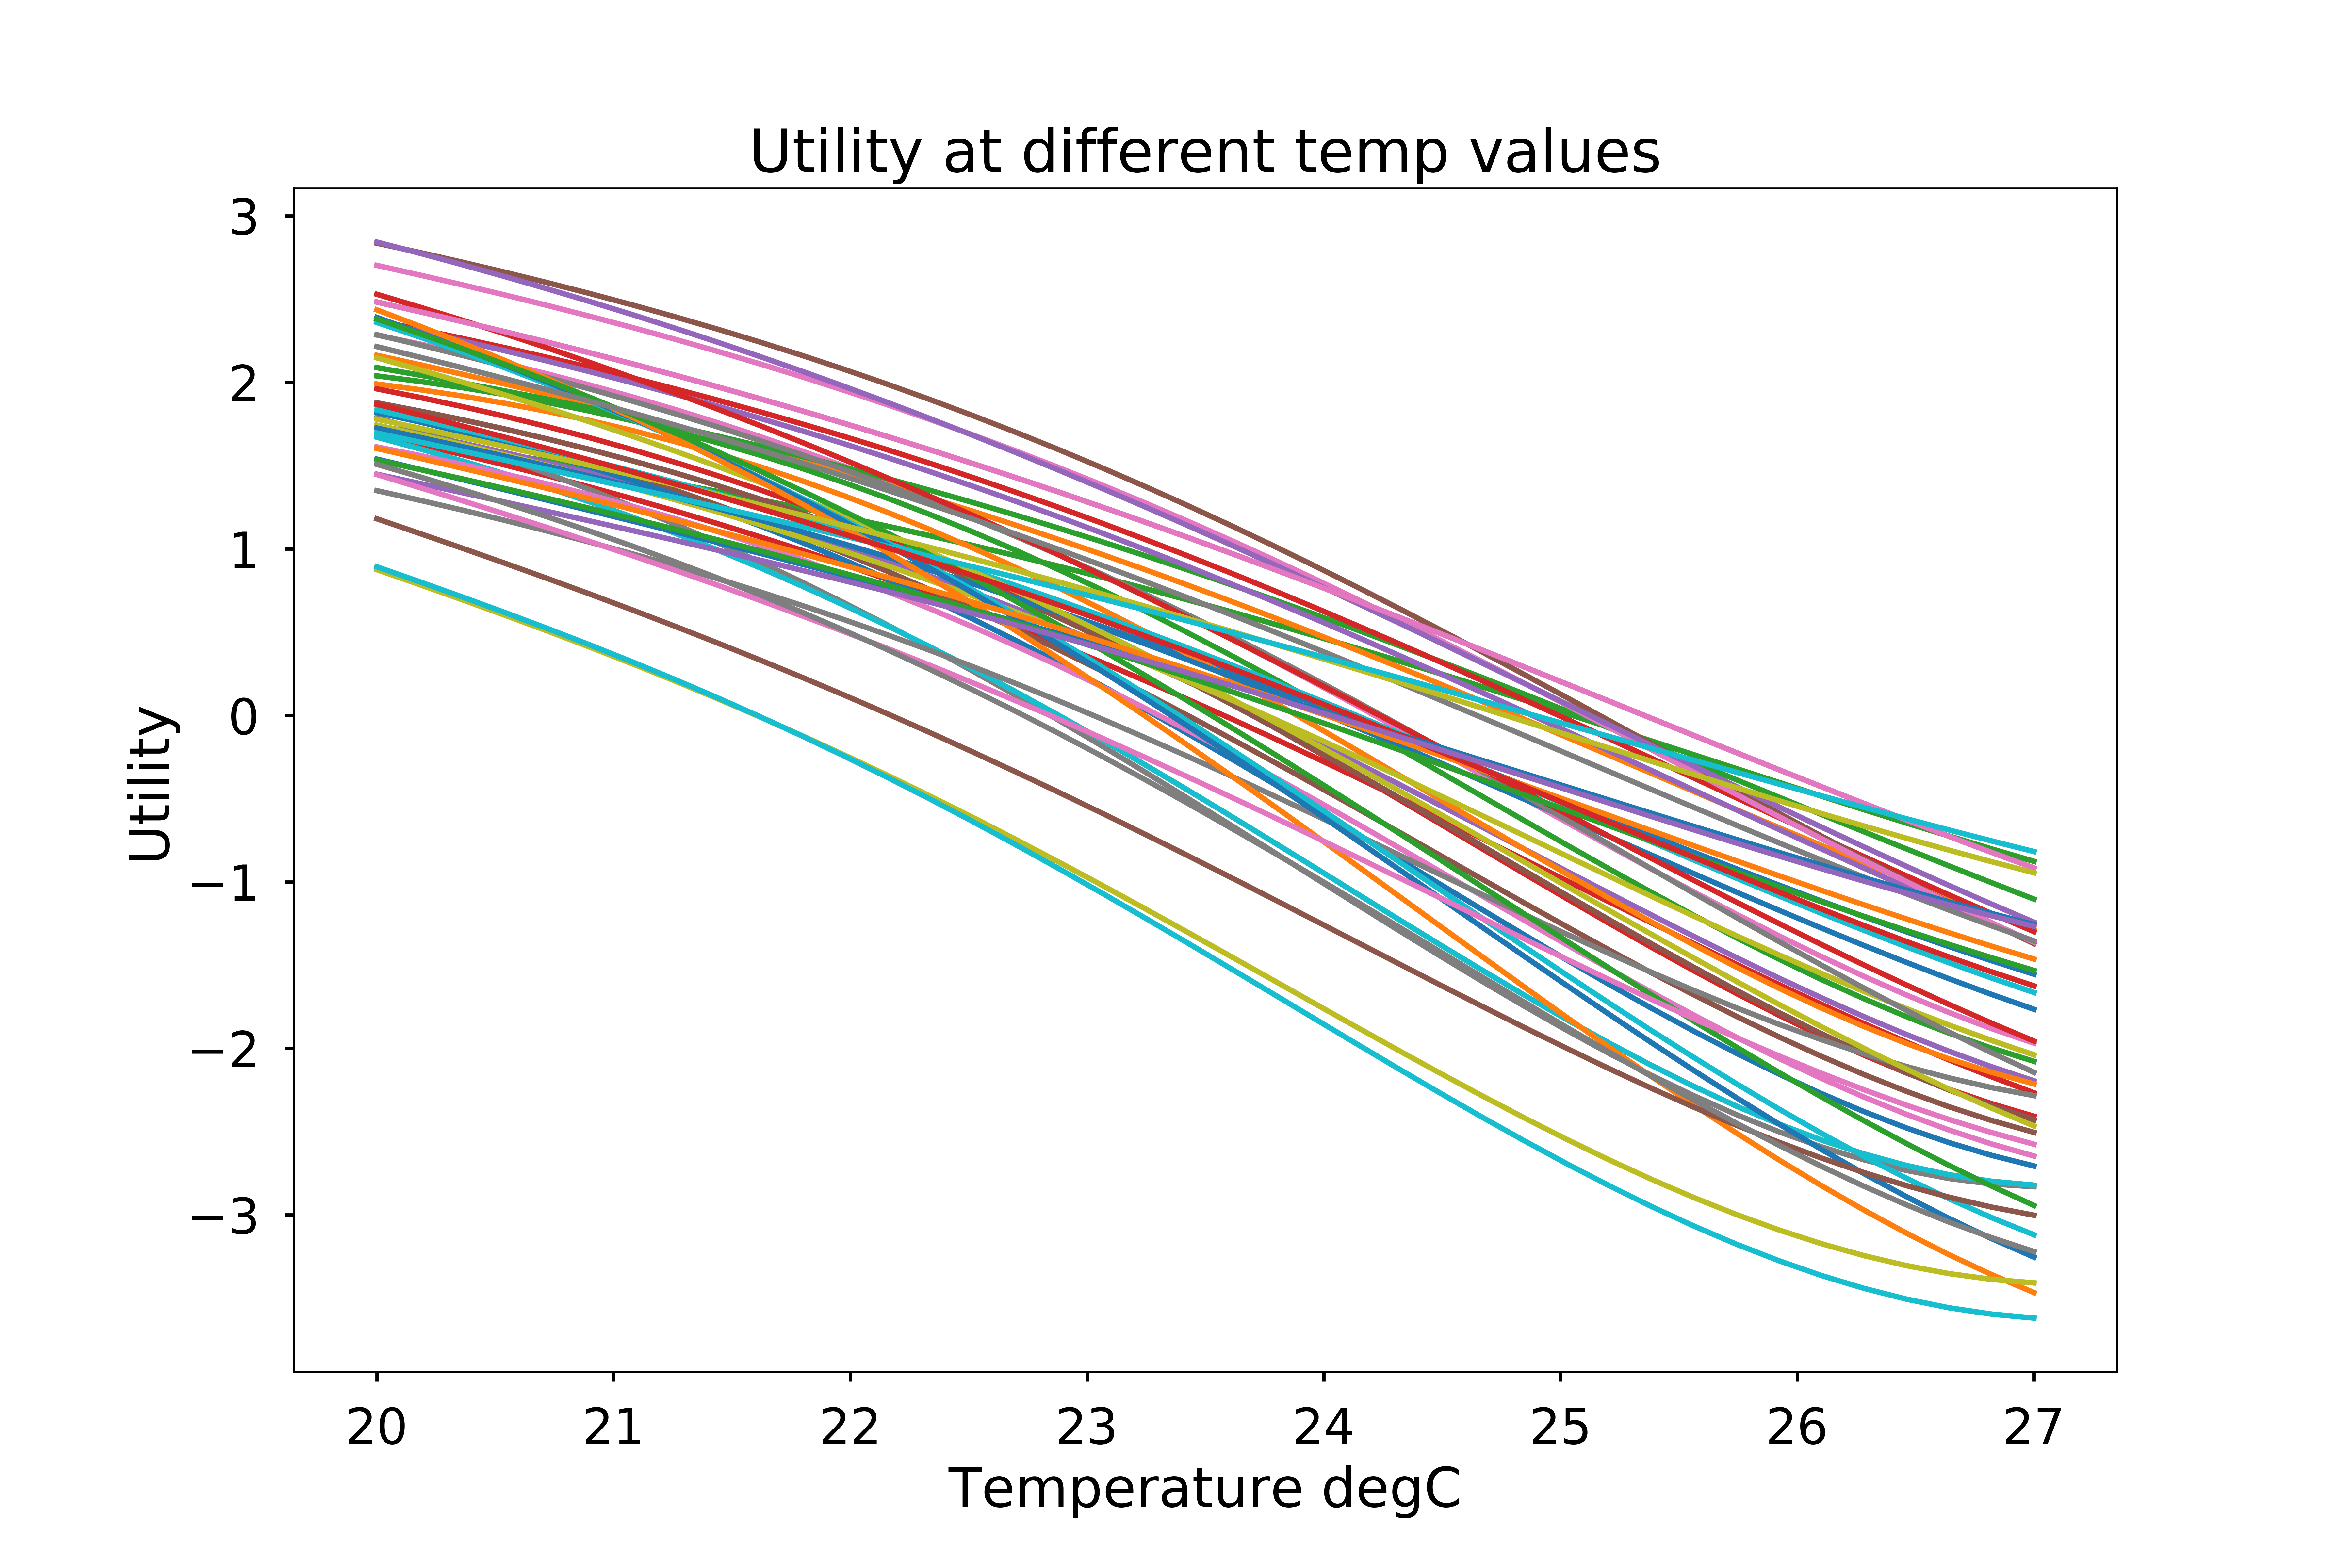 Utility at different temp values
3
2
1
0
−1
−2
−3
Utility
20 21 22 23 24 25 26 27
Temperature degC